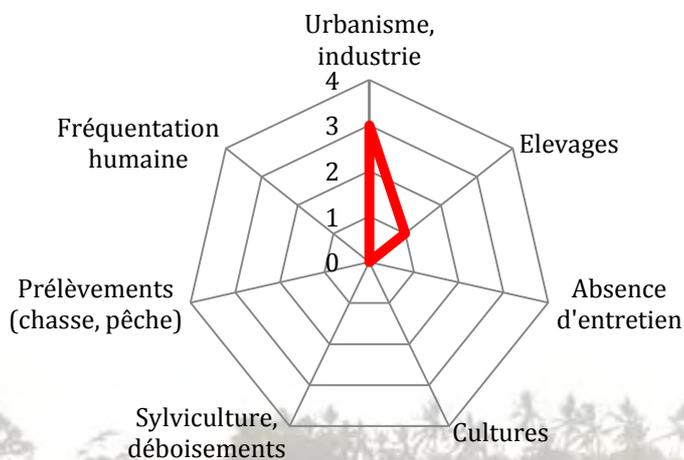 Urbanisme,
industrie
4
3
2
1
0
Elevages
Absence
d'entretien
Cultures
Sylviculture,
déboisements
Prélèvements
(chasse, pêche)
Fréquentation
humaine